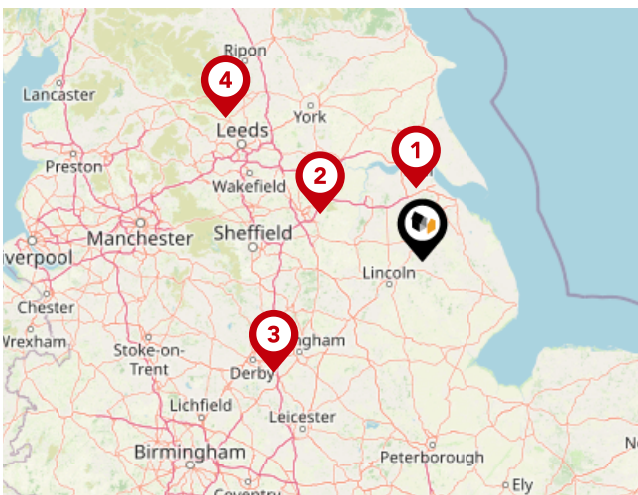 Ripon
4
Lancaster
York
Leeds
1
Preston
2
Wakefield
Manchester
Sheffield
verpool
Lincoln
Chester
3
Wrexham
ngham
Stoke-on-
Trent
Derby
Lichfield
Leicester
Birmingham
Peterborough
N
Ely
Coventry